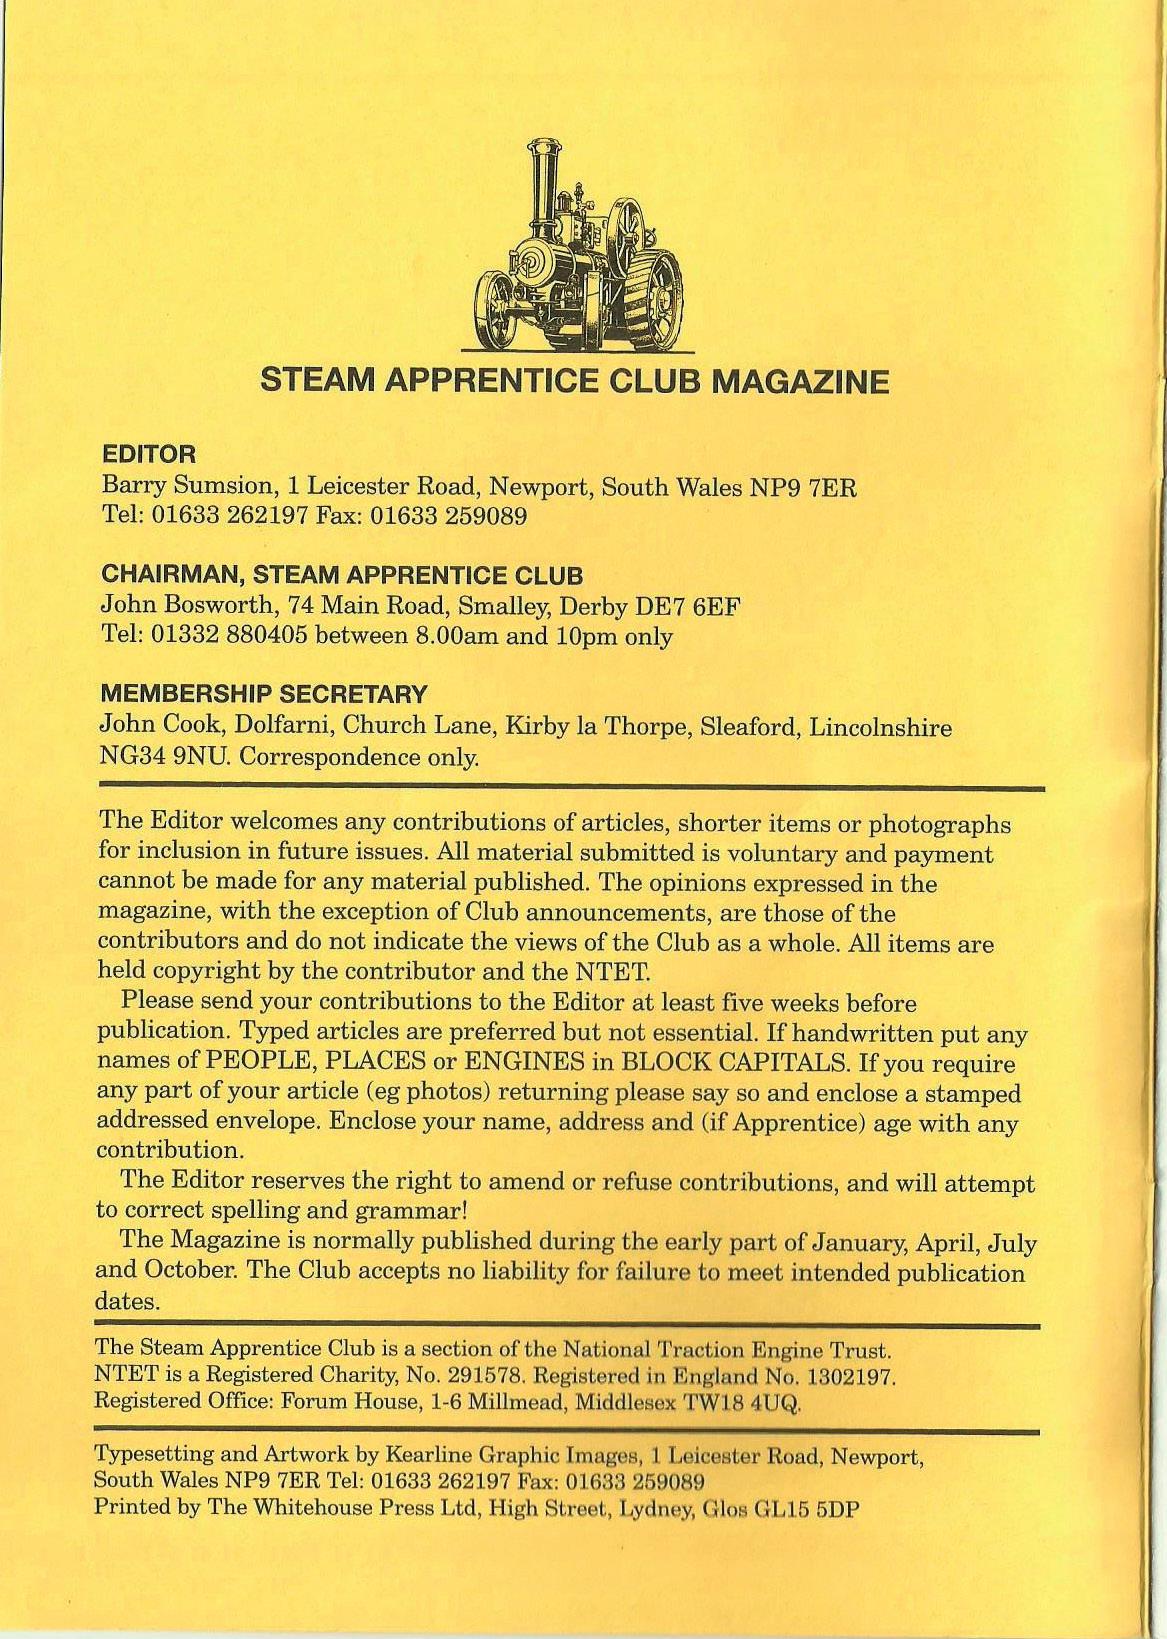 STEAM APPRENTICE CLUB MAGAZINE
EDITOR
Barry Sumsion, 1 Leicester Road, Newport, South Wales NP9 7ER
Tel: 01633 262197 Fax: 01633 259089
CHAIRMAN, STEAM APPRENTICE CLUB
John Bosworth, 74 Main Road, Smalley, Derby DE7 6EF
Tel: 01332 880405 between 8.00am and 10pm only
MEMBERSHIP SECRETARY
John Cook, Dolfarni, Church Lane, Kirby la Thorpe, Sleaford, Lincolnshire
NG34 9NU. Correspondence only.
The Editor welcomes any contributions of articles, shorter items or photographs
for inclusion in future issues. All material submitted is voluntary and payment
cannot be made for any material published. The opinions expressed in the
magazine, with the exception of Club announcements, are those of the
contributors and do not indicate the views of the Club as a whole. All items are
held copyright by the contributor and the NTET.
Please send your contributions to the Editor at least five weeks before
publication. Typed articles are preferred but not essential. If handwritten put any
names of PEOPLE, PLACES or ENGINES in BLOCK CAPITALS. If you require
any part of your article (eg photos) returning please say so and enclose a stamped
addressed envelope. Enclose your name, address and (if Apprentice) age with any
contribution.
The Editor reserves the right to amend or refuse contributions, and will attempt
to correct spelling and grammar!
The Magazine is normally published during the early part of January, April, July
and October. The Club accepts no liability for failure to meet intended publication
dates.
The Steam Apprentice Club is a section of the National Traction Engine Trust.
NTET is a Registered Charity, No. 291578. Registered in England No. 1302197.
Registered Office: Forum House, 1-6 Millmead, Middlesex TW18 4UQ.
Typesetting and Artwork by Kearline Graphic Images, 1 Leicester Road, Newport,
South Wales NP9 7ER Tel: 01633 262197 Fax: 01633 259089
Printed by The Whitehouse Press Ltd, High Street, Lydney, Glos GL15 5DP